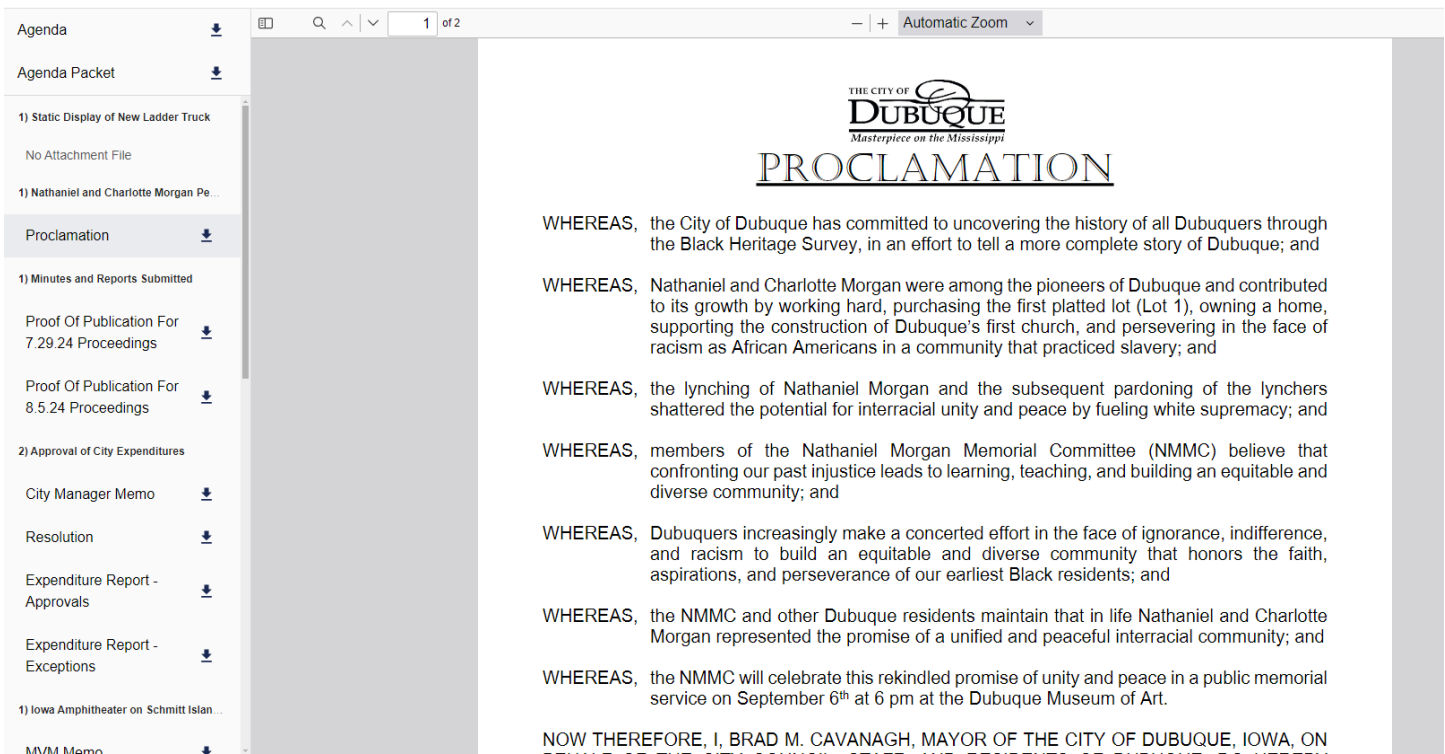 Agenda
Agenda Packet
1) Static Display of New Ladder Truck
No Attachment File
1) Nathaniel and Charlotte Morgan Pe...
Proclamation
1) Minutes and Reports Submitted
Proof Of Publication For
7.29.24 Proceedings
Proof Of Publication For
8.5.24 Proceedings
2) Approval of City Expenditures
City Manager Memo
Resolution
Expenditure Report -
Approvals
Expenditure Report -
Exceptions
1) Iowa Amphitheater on Schmitt Islan...
MVM Memo
1 of 2
Automatic Zoom
THE CITY OF
DUBUQUE
Masterpiece on the Mississippi
PROCLAMATION
WHEREAS, the City of Dubuque has committed to uncovering the history of all Dubuquers through
the Black Heritage Survey, in an effort to tell a more complete story of Dubuque; and
WHEREAS, Nathaniel and Charlotte Morgan were among the pioneers of Dubuque and contributed
to its growth by working hard, purchasing the first platted lot (Lot 1), owning a home,
supporting the construction of Dubuque's first church, and persevering in the face of
racism as African Americans in a community that practiced slavery; and
WHEREAS, the lynching of Nathaniel Morgan and the subsequent pardoning of the lynchers
shattered the potential for interracial unity and peace by fueling white supremacy; and
WHEREAS, members of the Nathaniel Morgan Memorial Committee (NMMC) believe that
confronting our past injustice leads to learning, teaching, and building an equitable and
diverse community; and
WHEREAS, Dubuquers increasingly make a concerted effort in the face of ignorance, indifference,
and racism to build an equitable and diverse community that honors the faith,
aspirations, and perseverance of our earliest Black residents; and
WHEREAS, the NMMC and other Dubuque residents maintain that in life Nathaniel and Charlotte
Morgan represented the promise of a unified and peaceful interracial community; and
WHEREAS, the NMMC will celebrate this rekindled promise of unity and peace in a public memorial
service on September 6th at 6 pm at the Dubuque Museum of Art.
NOW THEREFORE, I, BRAD M. CAVANAGH, MAYOR OF THE CITY OF DUBUQUE, IOWA, ON